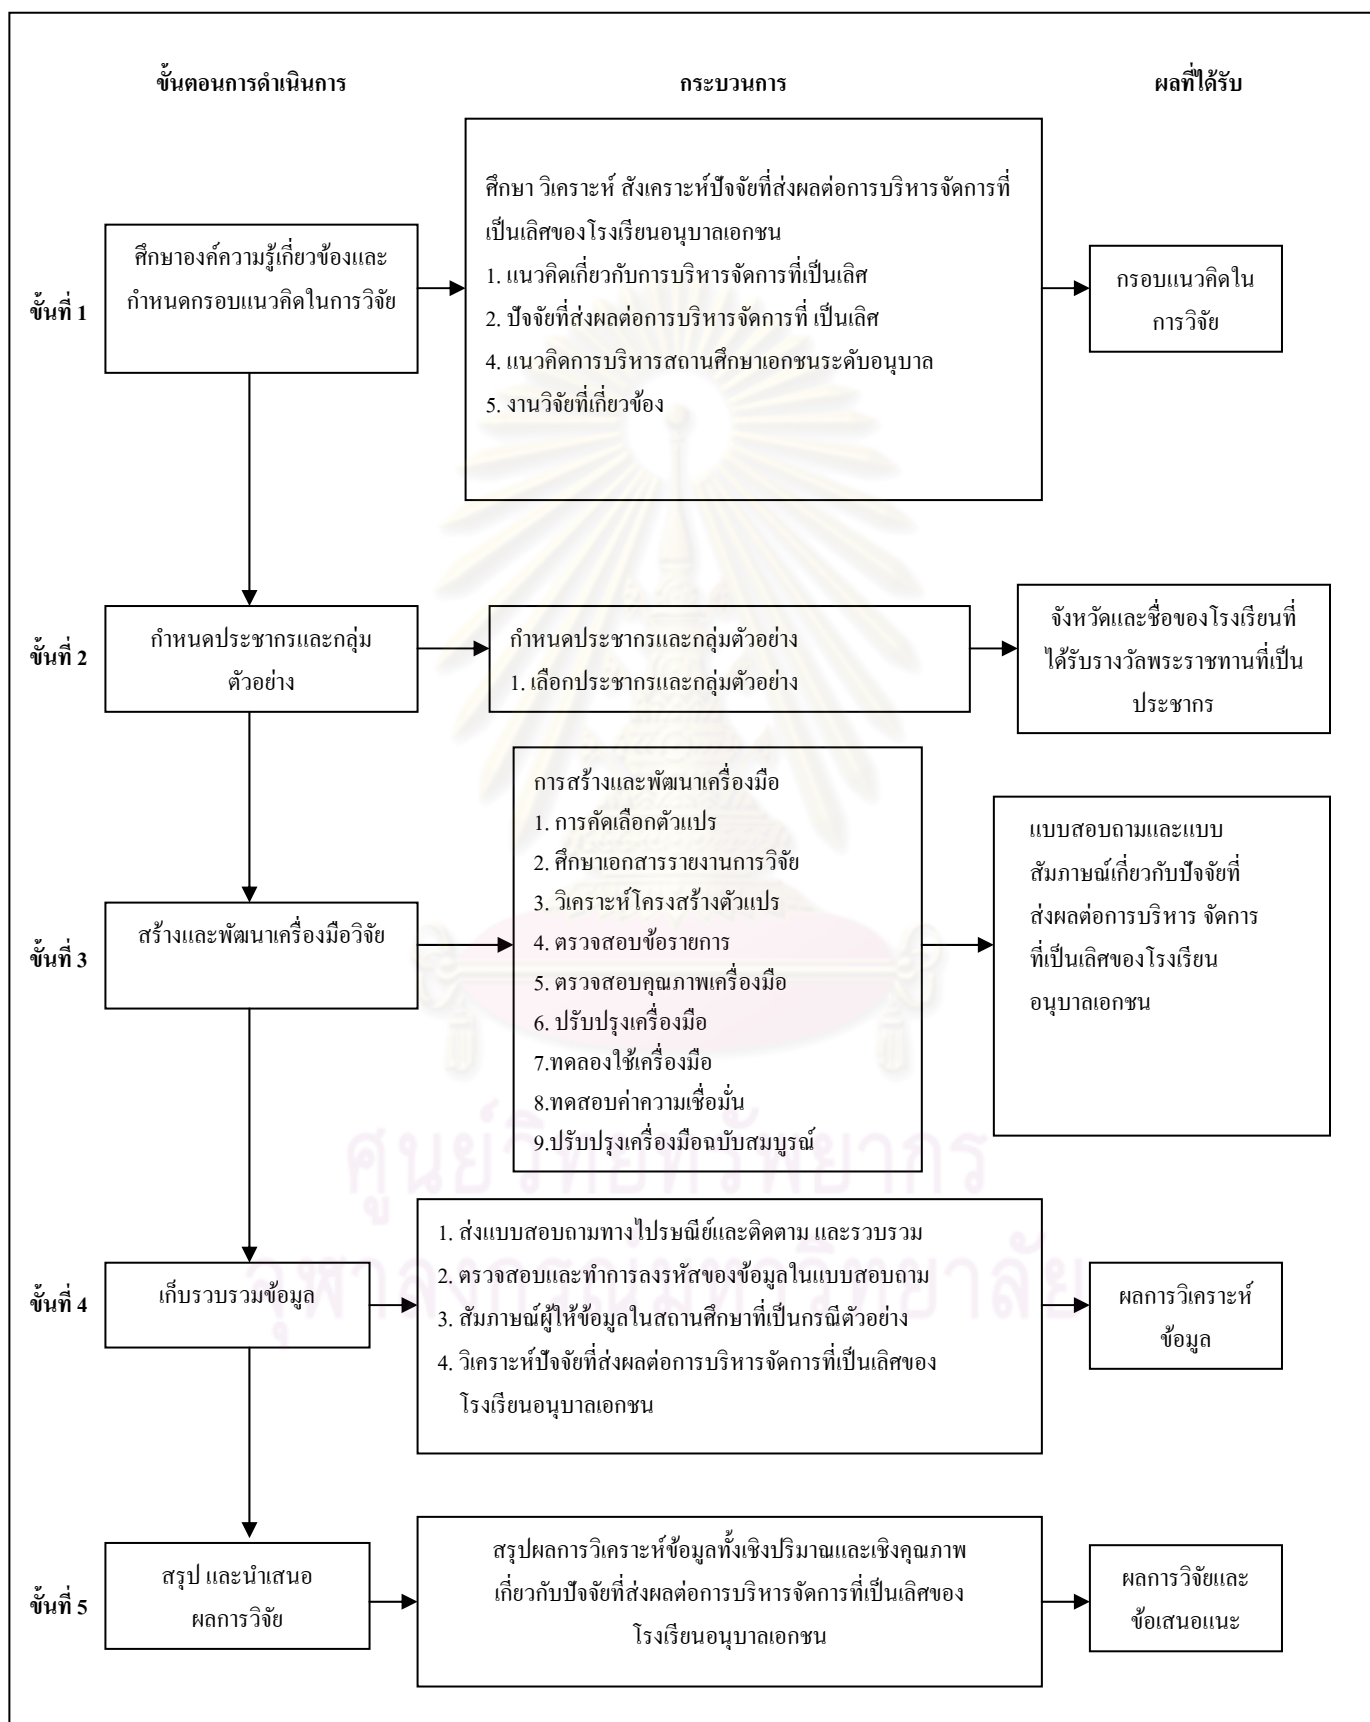 ขั้นตอนการดำเนินการ
กระบวนการ
ผลที่ได้รับ
ขั้นที่ 1
ศึกษาองค์ความรู้เกี่ยวข้องและ
กำหนดกรอบแนวคิดในการวิจัย
ศึกษา วิเคราะห์ สังเคราะห์ปัจจัยที่ส่งผลต่อการบริหารจัดการที่
เป็นเลิศของโรงเรียนอนุบาลเอกชน
1. แนวคิดเกี่ยวกับการบริหารจัดการที่เป็นเลิศ
2. ปัจจัยที่ส่งผลต่อการบริหารจัดการที่ เป็นเลิศ
4. แนวคิดการบริหารสถานศึกษาเอกชนระดับอนุบาล
5. งานวิจัยที่เกี่ยวข้อง
กรอบแนวคิดใน
การวิจัย
ขั้นที่ 2
กำหนดประชากรและกลุ่ม
ตัวอย่าง
กำหนดประชากรและกลุ่มตัวอย่าง
1. เลือกประชากรและกลุ่มตัวอย่าง
จังหวัดและชื่อของโรงเรียนที่
ได้รับรางวัลพระราชทานที่เป็น
ประชากร
ขั้นที่ 3
สร้างและพัฒนาเครื่องมือวิจัย
การสร้างและพัฒนาเครื่องมือ
1. การคัดเลือกตัวแปร
2. ศึกษาเอกสารรายงานการวิจัย
3. วิเคราะห์โครงสร้างตัวแปร
4. ตรวจสอบข้อรายการ
5. ตรวจสอบคุณภาพเครื่องมือ
6. ปรับปรุงเครื่องมือ
7.ทดลองใช้เครื่องมือ
8.ทดสอบค่าความเชื่อมั่น
9.ปรับปรุงเครื่องมือฉบับสมบูรณ์
แบบสอบถามและแบบ
สัมภาษณ์เกี่ยวกับปัจจัยที่
ส่งผลต่อการบริหาร จัดการ
ที่เป็นเลิศของโรงเรียน
อนุบาลเอกชน
ศูนย์วิทยทรัพยากร
จุฬาลงกรณ์มหาวิทยาลัย
ขั้นที่ 4
เก็บรวบรวมข้อมูล
1. ส่งแบบสอบถามทางไปรษณีย์และติดตาม และรวบรวม
2. ตรวจสอบและทำการลงรหัสของข้อมูลในแบบสอบถาม
3. สัมภาษณ์ผู้ให้ข้อมูลในสถานศึกษาที่เป็นกรณีตัวอย่าง
4. วิเคราะห์ปัจจัยที่ส่งผลต่อการบริหารจัดการที่เป็นเลิศของ
โรงเรียนอนุบาลเอกชน
ผลการวิเคราะห์
ข้อมูล
ขั้นที่ 5
สรุป และนำเสนอ
ผลการวิจัย
สรุปผลการวิเคราะห์ข้อมูลทั้งเชิงปริมาณและเชิงคุณภาพ
เกี่ยวกับปัจจัยที่ส่งผลต่อการบริหารจัดการที่เป็นเลิศของ
โรงเรียนอนุบาลเอกชน
ผลการวิจัยและ
ข้อเสนอแนะ